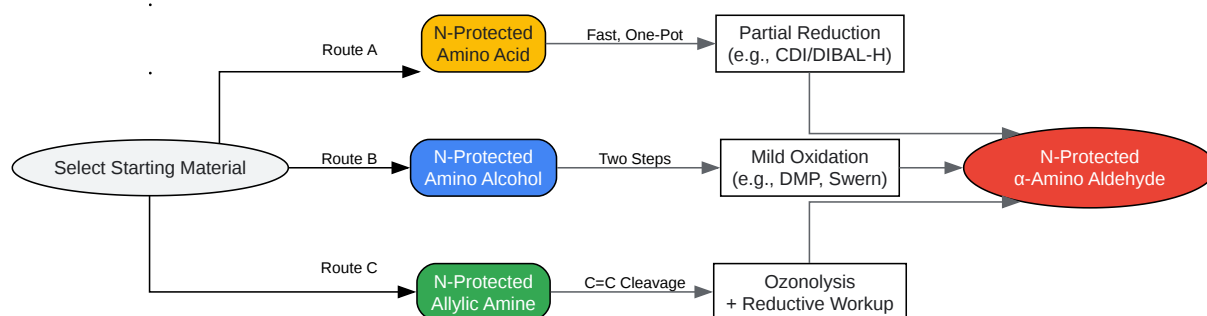 Route A
N-Protected
Amino Acid
Fast, One-Pot
Partial Reduction
(e.g., CDI/DIBAL-H)
Select Starting Material
Route B
N-Protected
Amino Alcohol
Two Steps
Mild Oxidation
(e.g., DMP, Swern)
N-Protected
α-Amino Aldehyde
Route C
N-Protected
Allylic Amine
C=C Cleavage
Ozonolysis
+ Reductive Workup